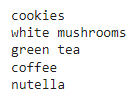 cookies
white mushrooms
green tea
coffee
nutella